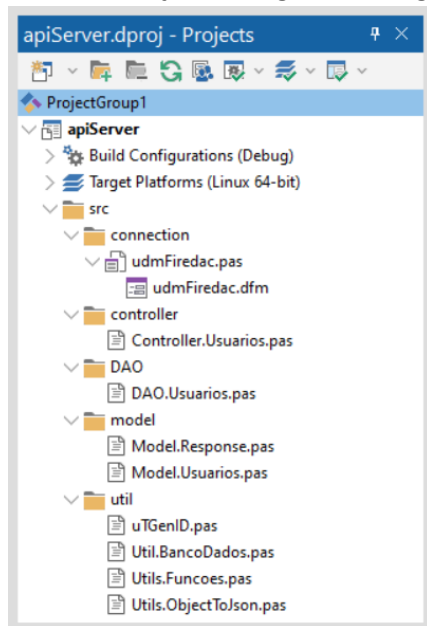 apiServer.dproj - Projects
ProjectGroup1
apiServer
Build Configurations (Debug)
Target Platforms (Linux 64-bit)
src
connection
udmFiredac.pas
udmFiredac.dfm
controller
Controller.Usuarios.pas
DAO
DAO.Usuarios.pas
model
Model.Response.pas
Model.Usuarios.pas
util
uTGenID.pas
Util.BancoDados.pas
Utils.Funcoes.pas
Utils.ObjectToJson.pas